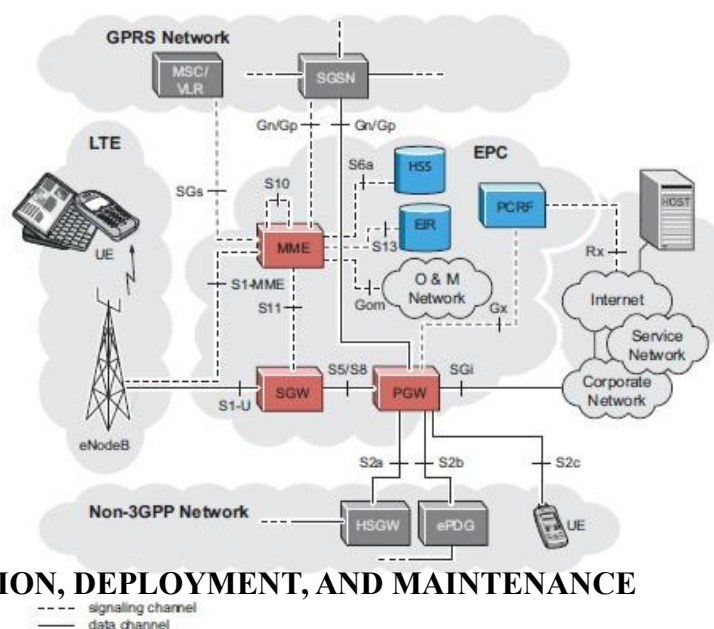 GPRS Network
MSC/
VLR
SGSN
Gn/Gp
Gn/Gp
LTE
EPC
S6a
HSS
S10
SGs
PCRF
HOST
EIR
MME
S13
UE
Rx
O & M
Network
S1-MME
Gom
Internet
S11
Gx
Service
Network
S5/S8
SGi
SGW
PGW
Corporate
Network
S1-U
eNodeB
S2a
S2b
S2c
Non-3GPP Network
HSGW
ePDG
UE
ION, DEPLOYMENT, AND MAINTENANCE
signaling channel
data channel